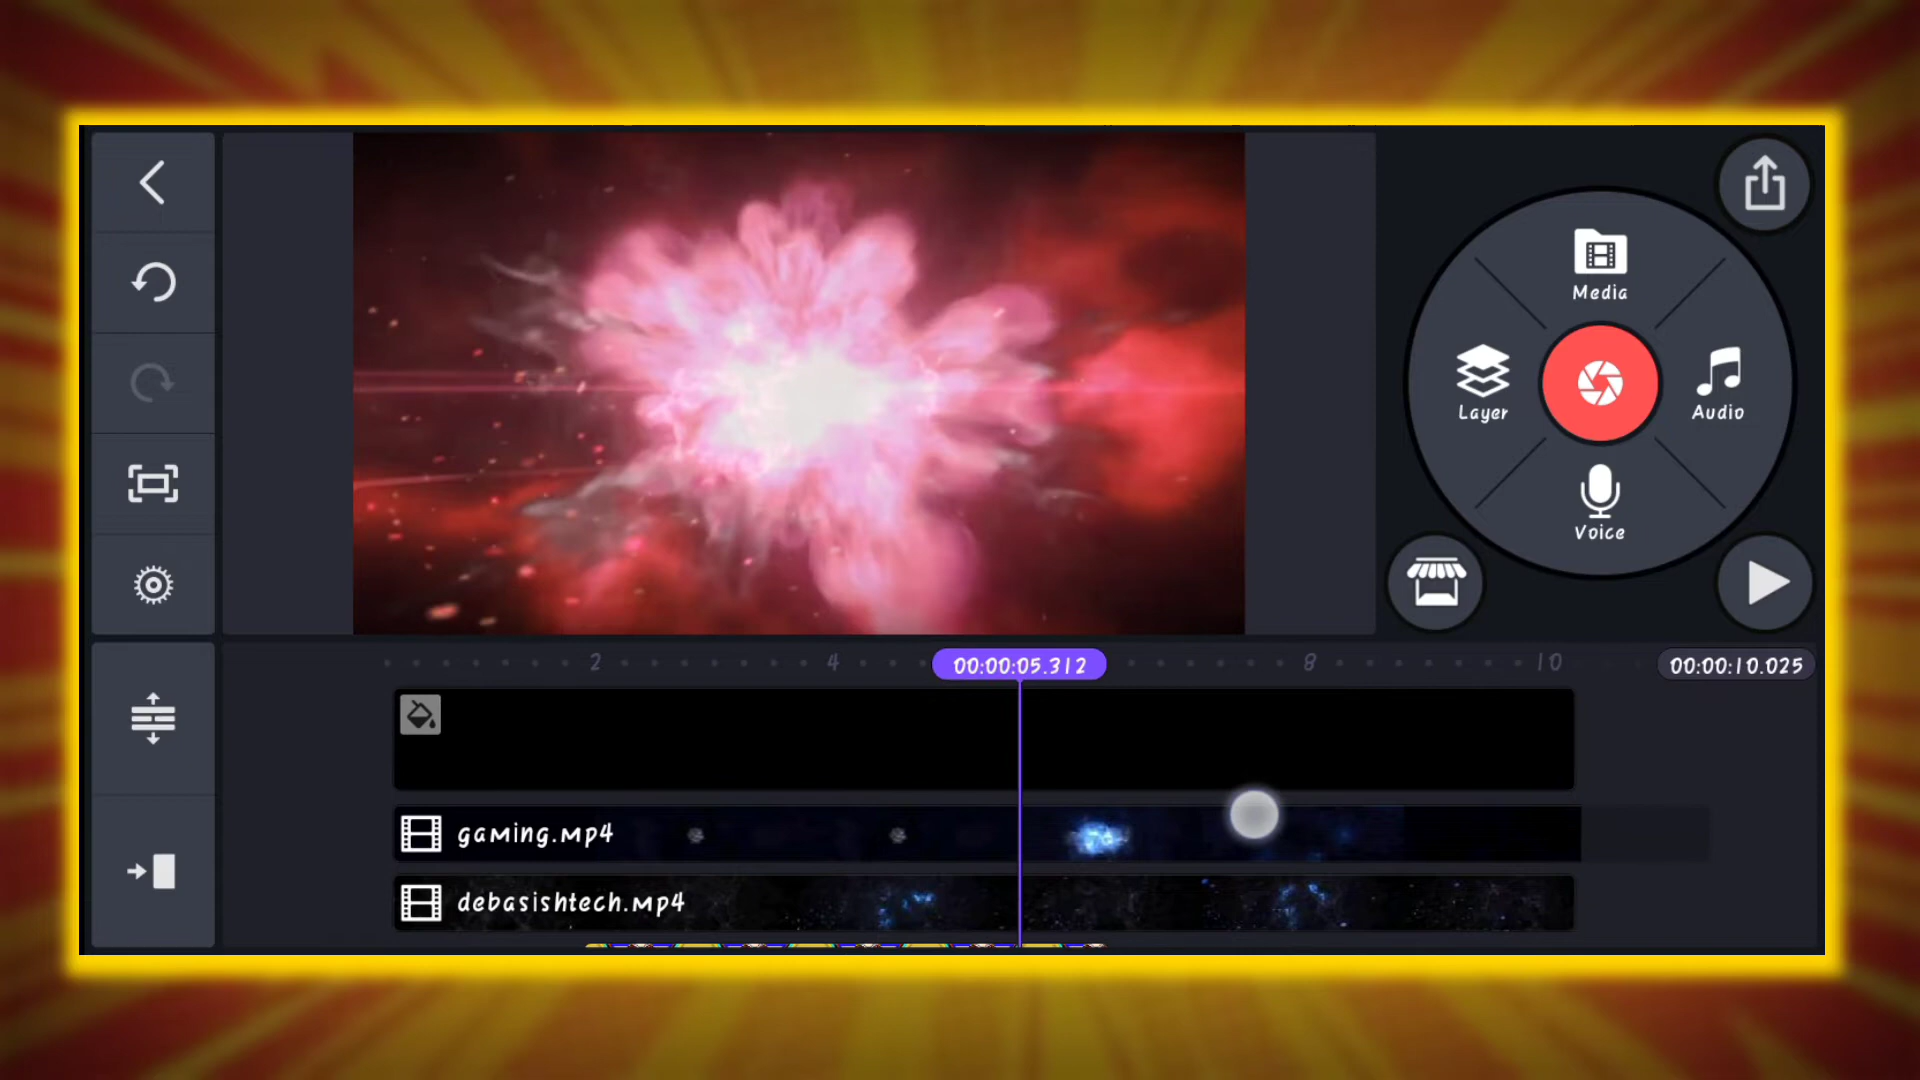 Media
Layer
Audio
Voice
2
4
00:00:05.312
8
10
00:00:10.025
gaming.mp4
debasishtech.mp4